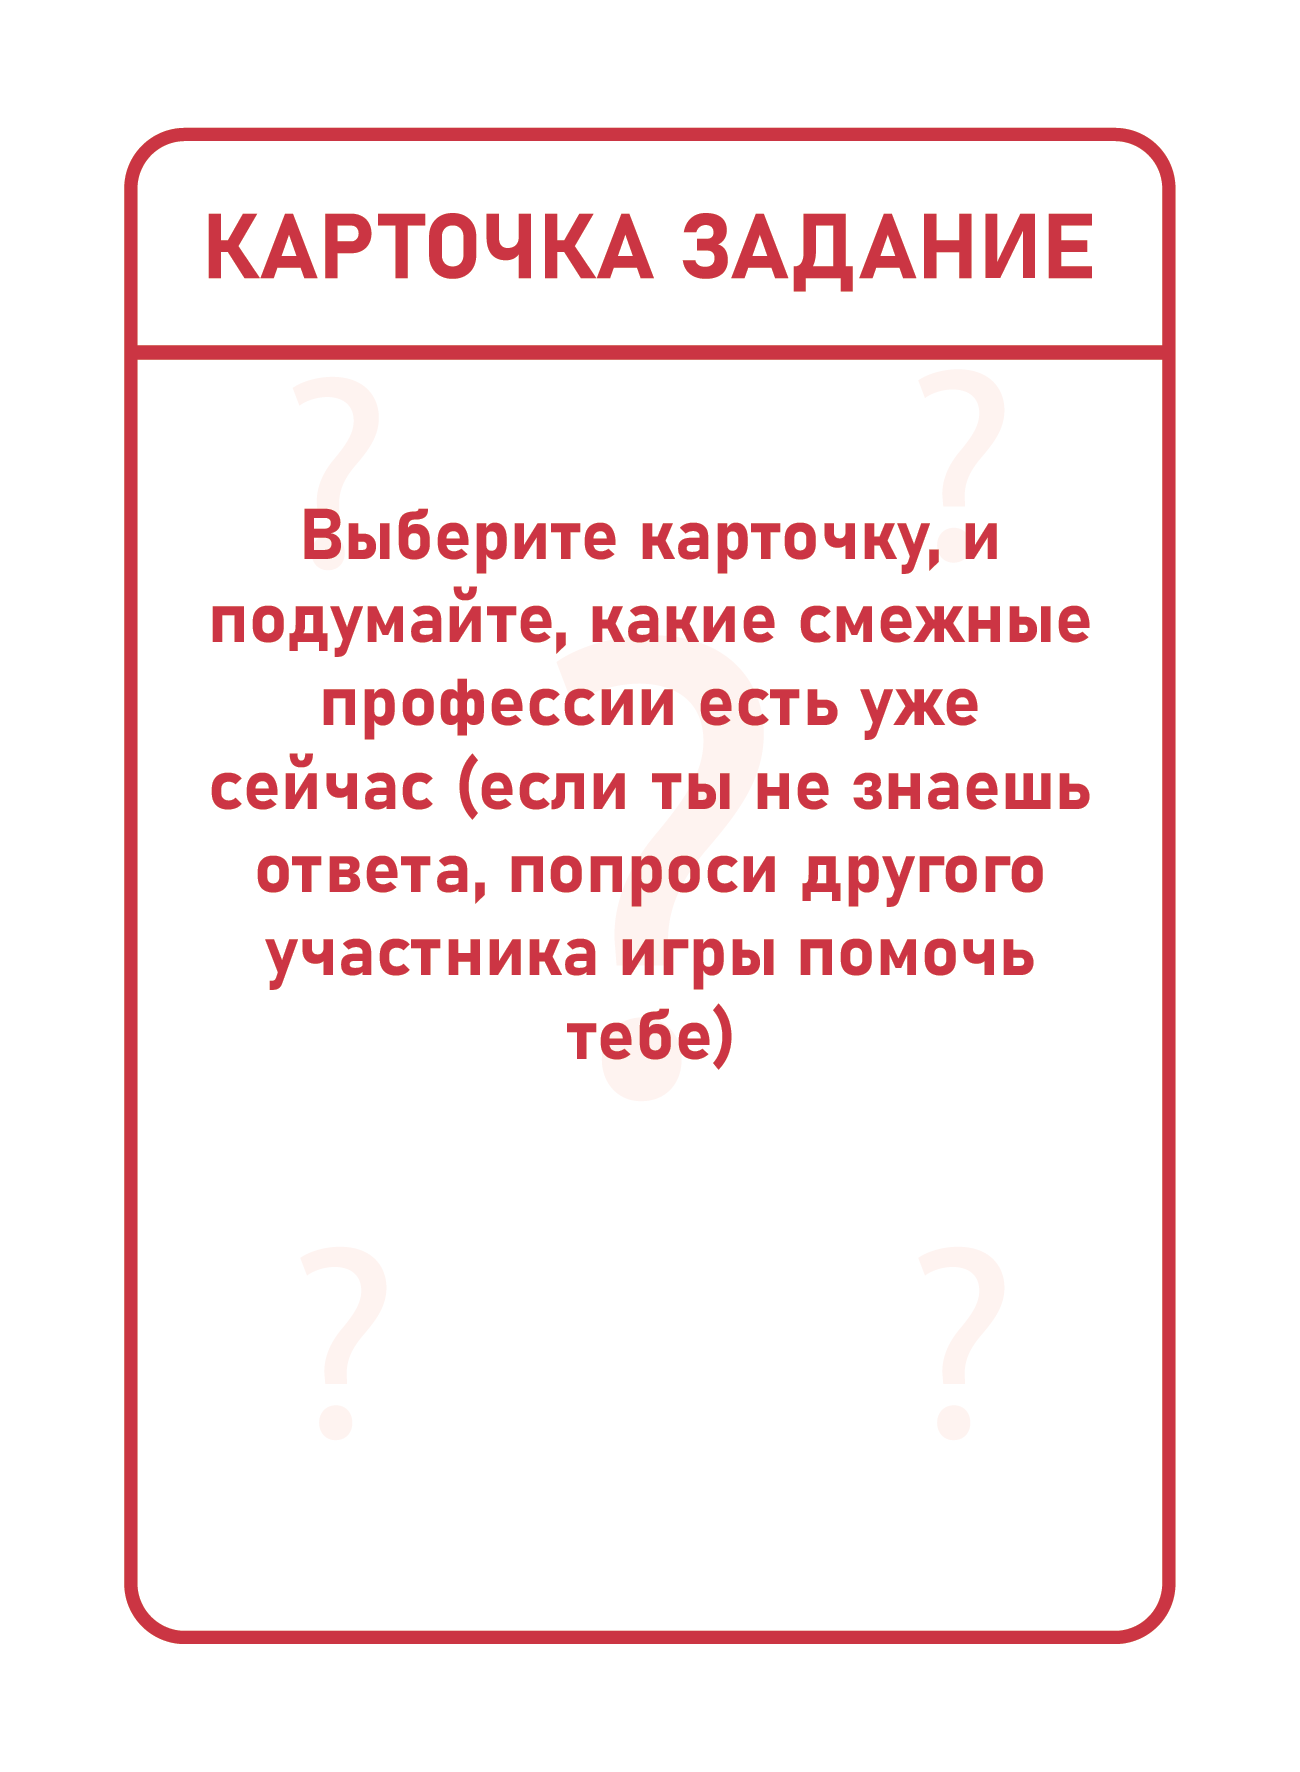 КАРТОЧКА ЗАДАНИЕ
Выберите карточку, и
подумайте, какие смежные
профессии есть уже
сейчас (если ты не знаешь
ответа, попроси другого
участника игры помочь
тебе)
?
?
?
?
?